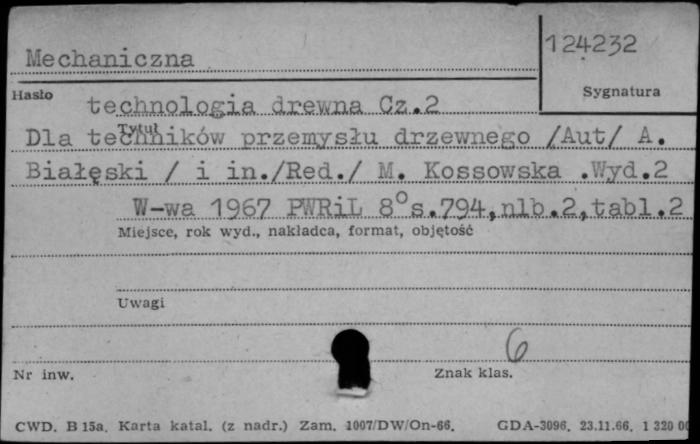 124232
Mechaniczna
Sygnatura
Hasło
technologia drewna Cz.2
Tytuł
Dla techników przemysłu drzewnego /Aut/ A.
Białęski / i in./Red./ M. Kossowska .Wyd.2
W-wa 1967 PWRiL 8°s.794,nlb.2,tabl.2
Miejsce, rok wyd., nakładca, format, objętość
Uwagi
6
Nr inw.
Znak klas.
CWD. B 15a. Karta katal. (z nadr.) Zam. 1007/DW/On-66. GDA-3096. 23.11.66. 1 320 00